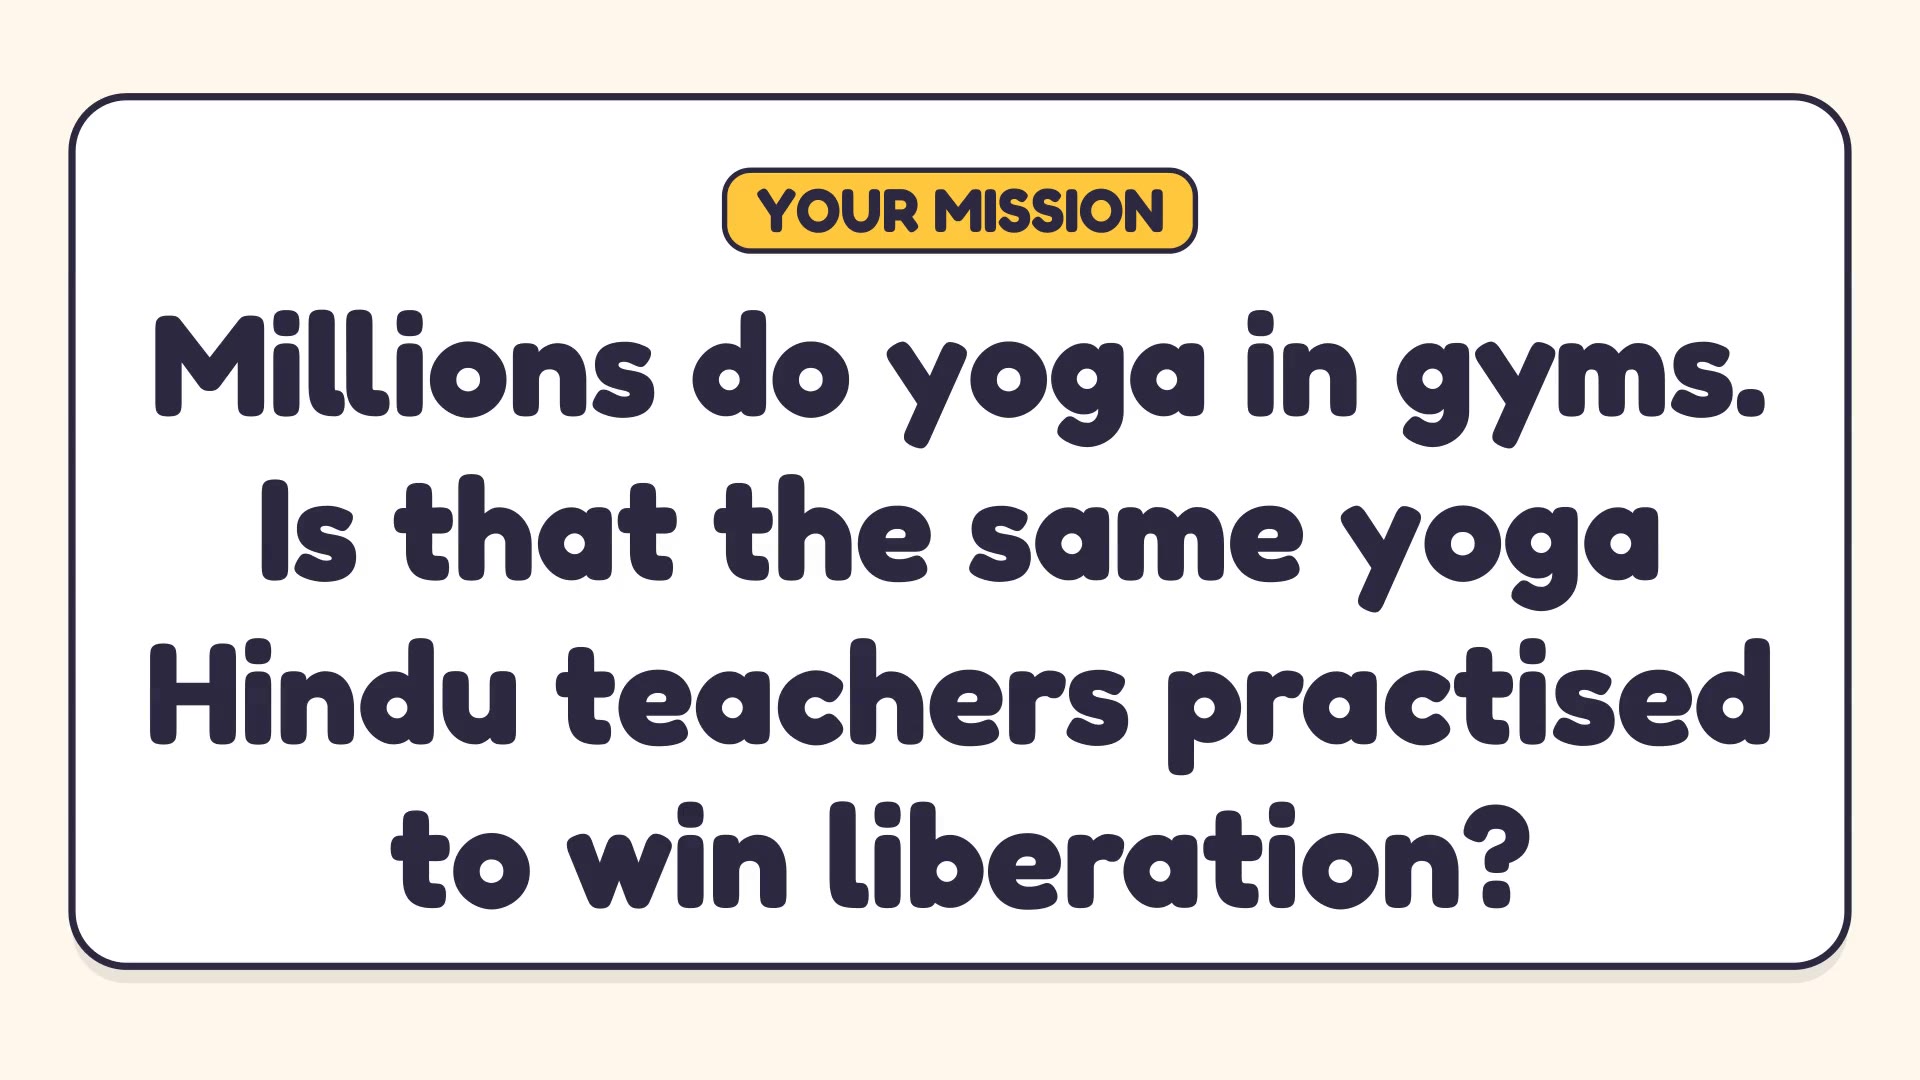 YOUR MISSION
Millions do yoga in gyms.
Is that the same yoga
Hindu teachers practised
to win liberation?